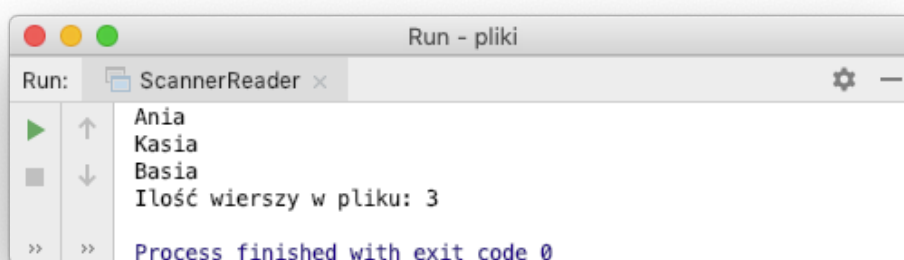 Run - pliki
Run:
ScannerReader
Ania
Kasia
Basia
Ilość wierszy w pliku: 3
Process finished with exit code 0